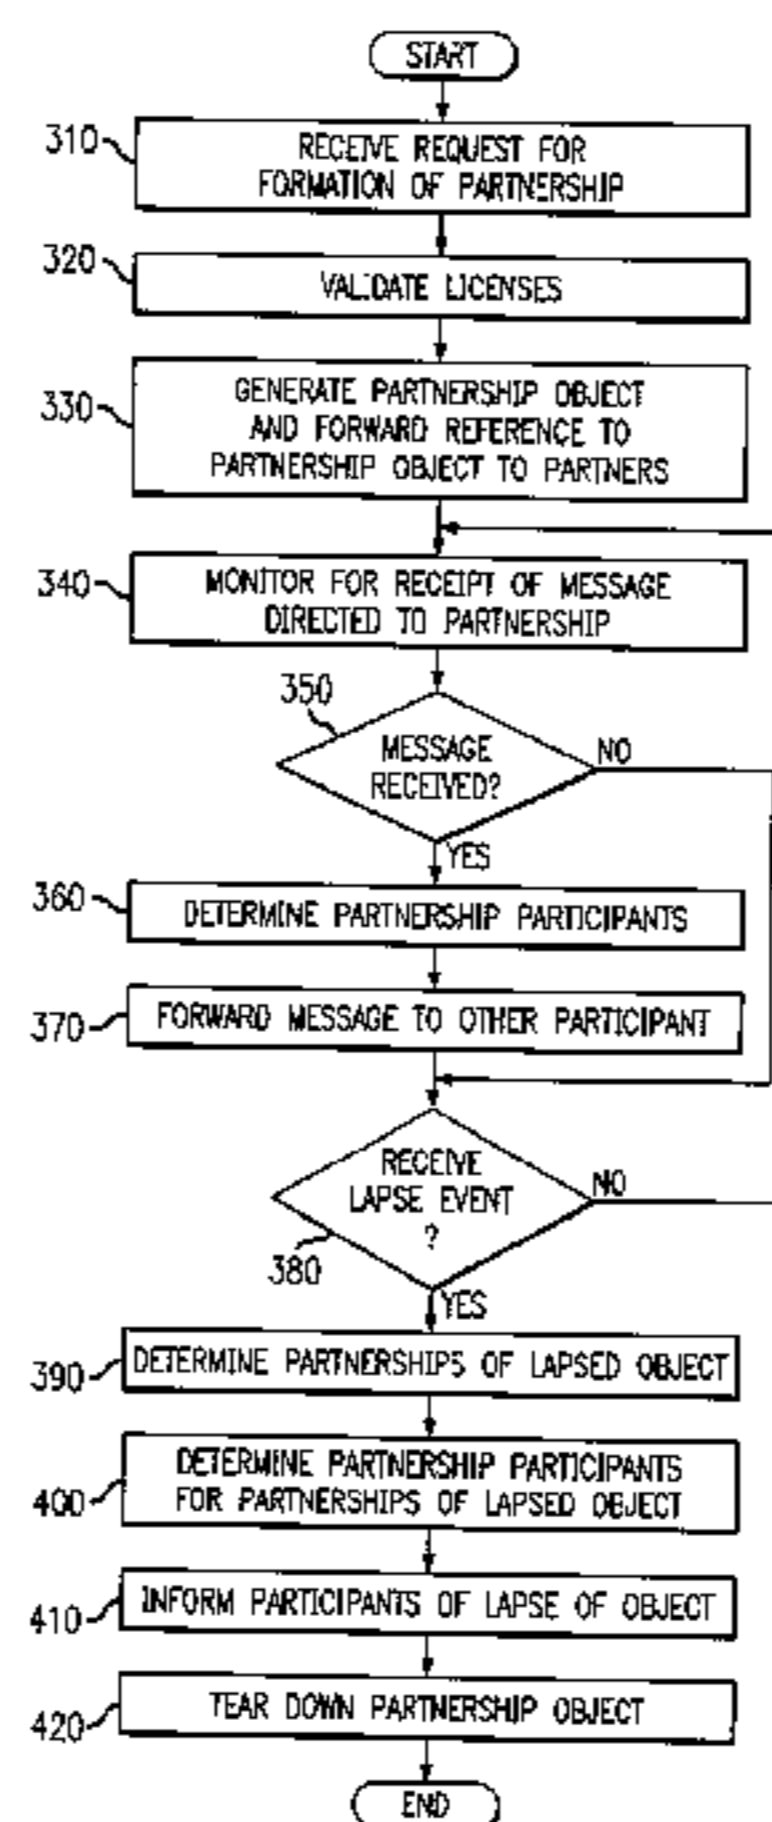 START
310
RECEIVE REQUEST FOR
FORMATION OF PARTNERSHIP
320
VALIDATE LICENSES
330
GENERATE PARTNERSHIP OBJECT
AND FORWARD REFERENCE TO
PARTNERSHIP OBJECT TO PARTNERS
340
MONITOR FOR RECEIPT OF MESSAGE
DIRECTED TO PARTNERSHIP
350
MESSAGE
RECEIVED?
NO
YES
360
DETERMINE PARTNERSHIP PARTICIPANTS
370
FORWARD MESSAGE TO OTHER PARTICIPANT
RECEIVE
LAPSE EVENT
?
NO
380
YES
390
DETERMINE PARTNERSHIPS OF LAPSED OBJECT
400
DETERMINE PARTNERSHIP PARTICIPANTS
FOR PARTNERSHIPS OF LAPSED OBJECT
410
INFORM PARTICIPANTS OF LAPSE OF OBJECT
420
TEAR DOWN PARTNERSHIP OBJECT
END